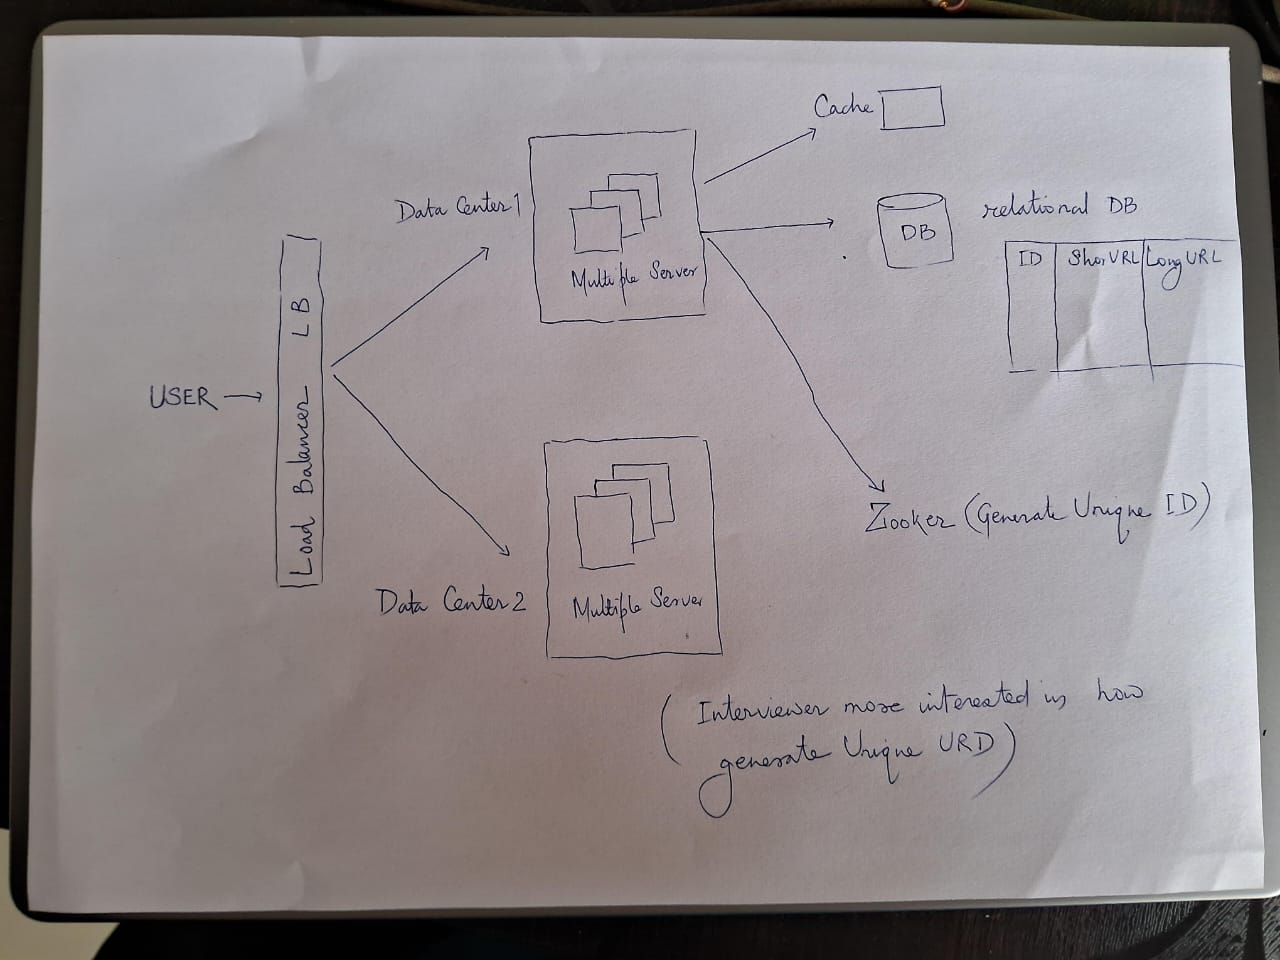 Cache
Data Center 1
Multiple Server
DB
relational DB
ID ShorURL Long URL
Load Balancer LB
USER
Zooker (Generate Unique ID)
Data Center 2
Multiple Server
(Interviewer more interested in how
generate Unique URD)